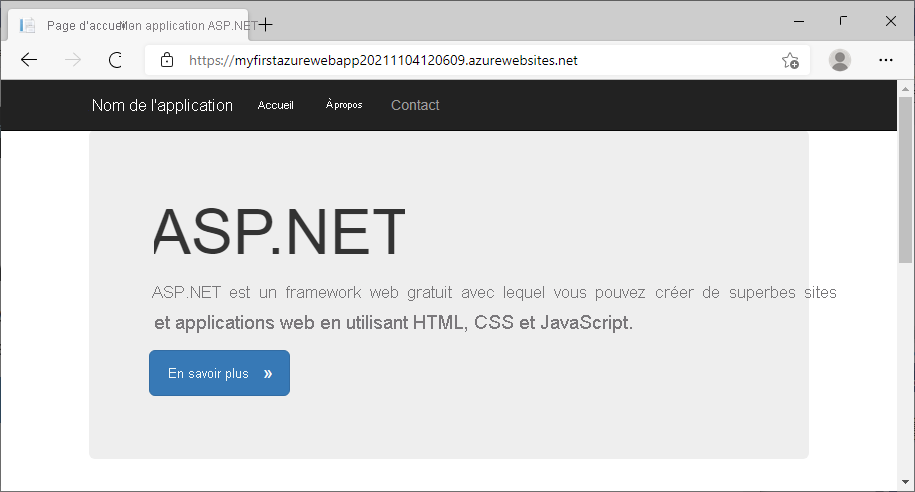 Page d'accueil Mon application ASP.NET
https://myfirstazurewebapp20211104120609.azurewebsites.net
Nom de l'application Accueil À propos Contact
ASP.NET
ASP.NET est un framework web gratuit avec lequel vous pouvez créer de superbes sites
et applications web en utilisant HTML, CSS et JavaScript.
En savoir plus »